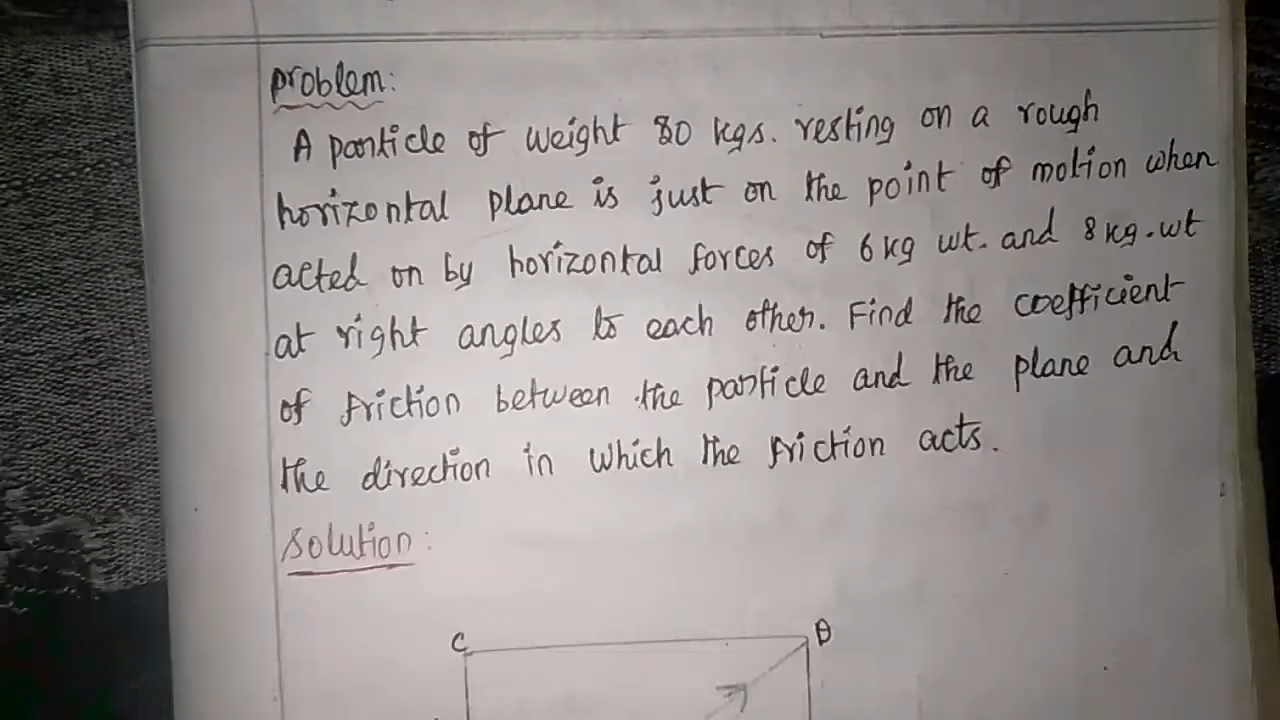 Problem:
A particle of weight 80 kgs. resting on a rough
horizontal plane is just on the point of motion when
acted on by horizontal forces of 6 kg wt. and 8 kg.wt
at right angles to each other. Find the coefficient
of friction between the particle and the plane and
the direction in which the friction acts.
Solution:
C B